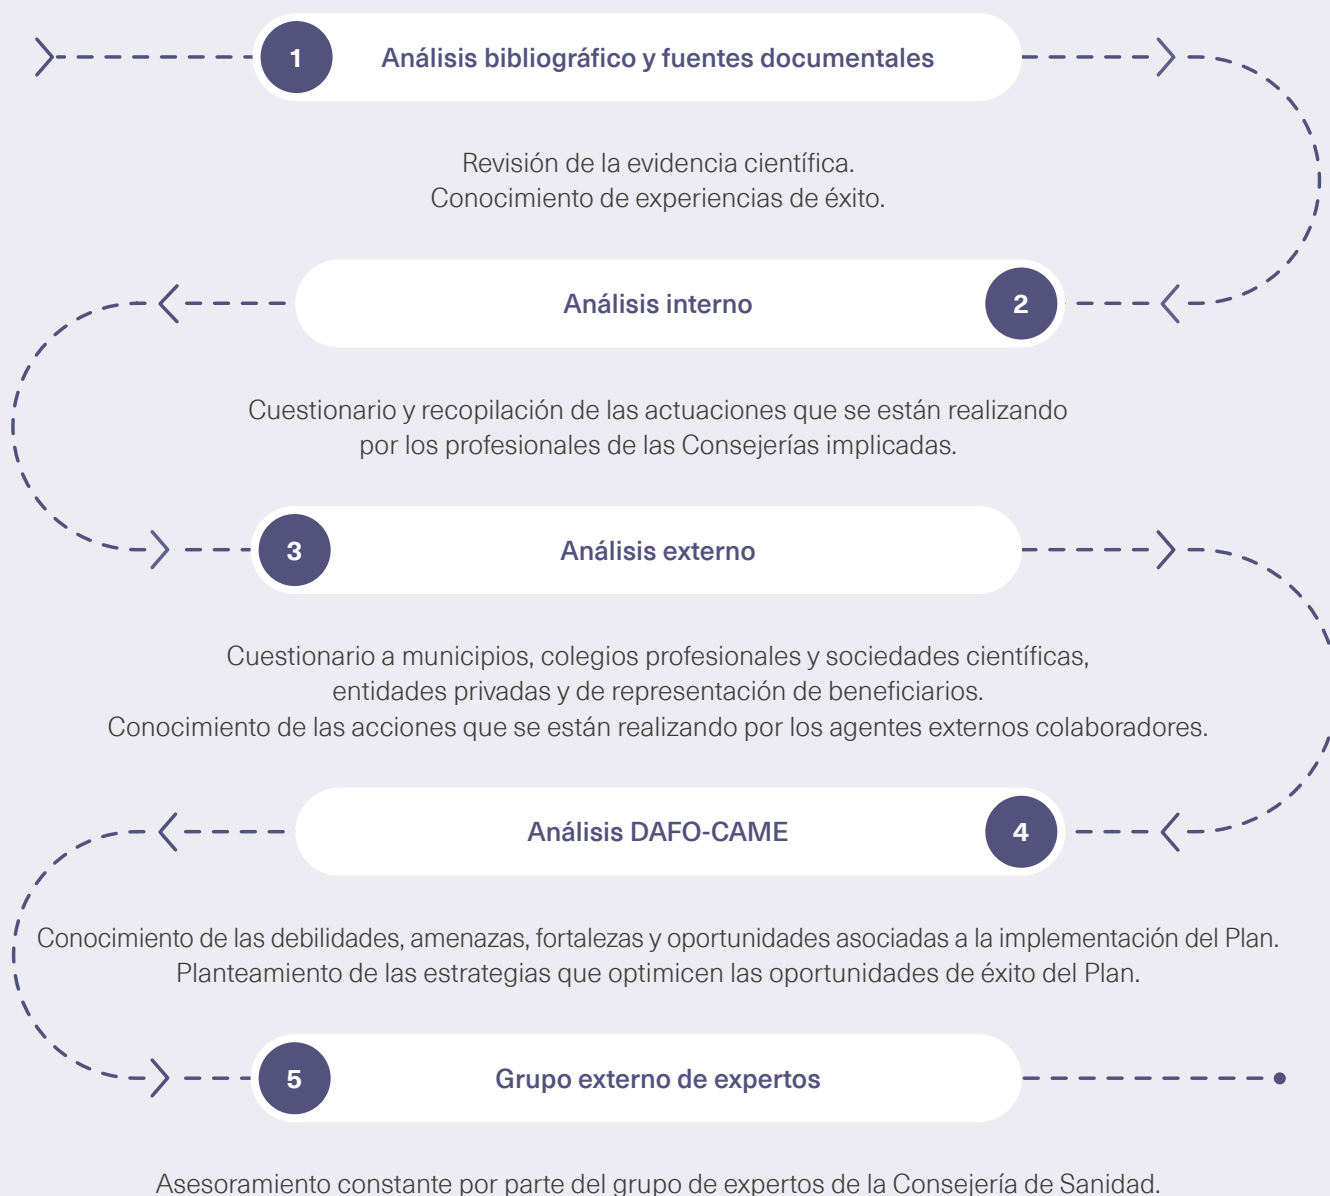 1 Análisis bibliográfico y fuentes documentales
Revisión de la evidencia científica.
Conocimiento de experiencias de éxito.
Análisis interno 2
Cuestionario y recopilación de las actuaciones que se están realizando
por los profesionales de las Consejerías implicadas.
3 Análisis externo
Cuestionario a municipios, colegios profesionales y sociedades científicas,
entidades privadas y de representación de beneficiarios.
Conocimiento de las acciones que se están realizando por los agentes externos colaboradores.
Análisis DAFO-CAME 4
Conocimiento de las debilidades, amenazas, fortalezas y oportunidades asociadas a la implementación del Plan.
Planteamiento de las estrategias que optimicen las oportunidades de éxito del Plan.
5 Grupo externo de expertos
Asesoramiento constante por parte del grupo de expertos de la Consejería de Sanidad.